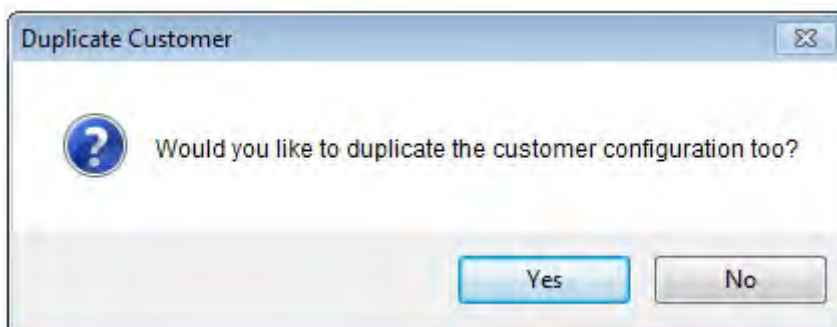 Duplicate Customer
Would you like to duplicate the customer configuration too?
Yes No